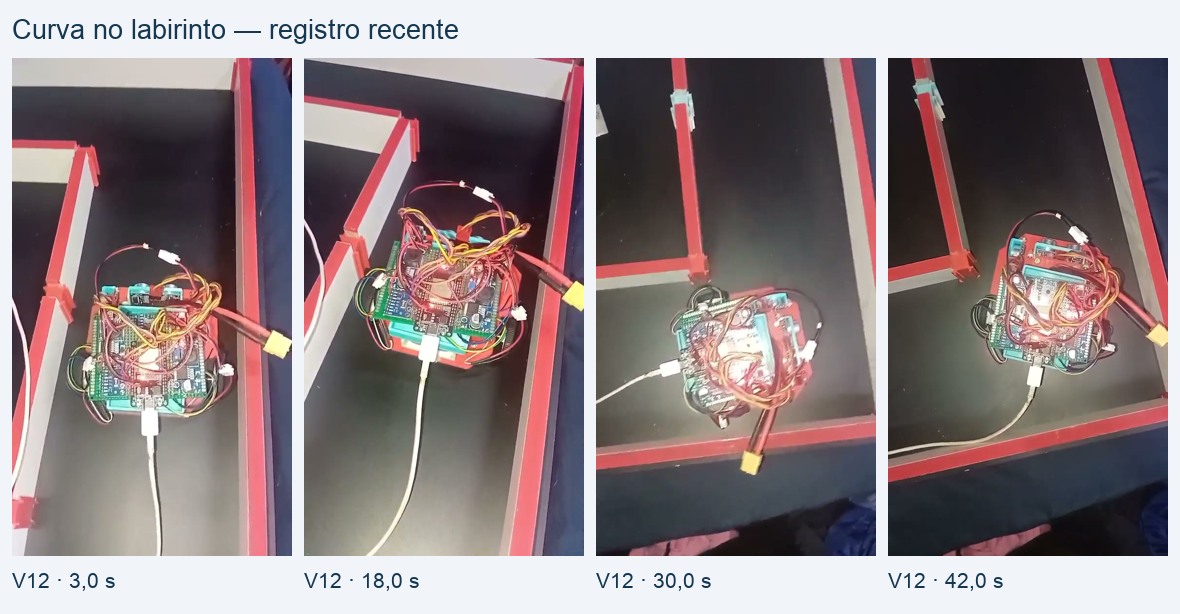 Curva no labirinto — registro recente
V12 · 3,0 s
V12 · 18,0 s
V12 · 30,0 s
V12 · 42,0 s